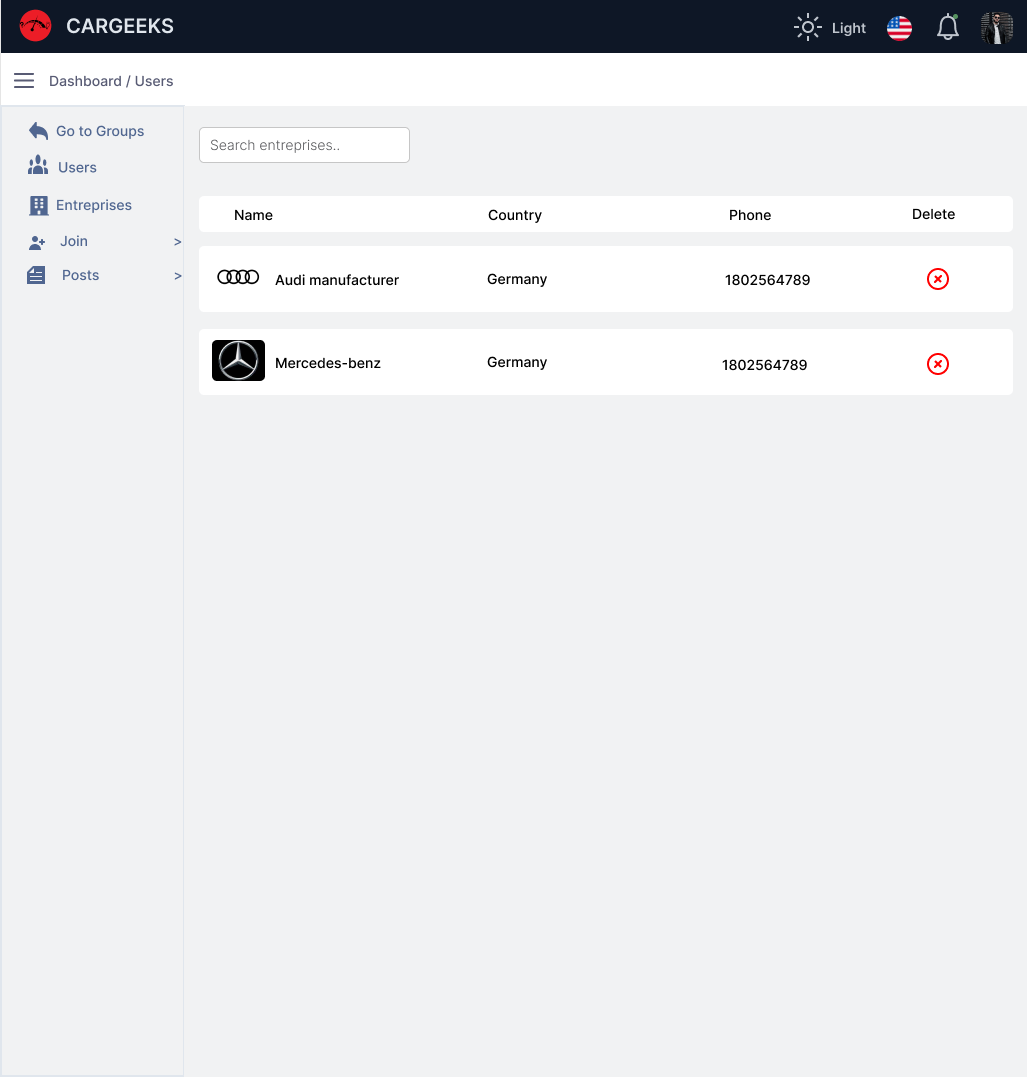 CARGEEKS
Light
Dashboard / Users
Go to Groups
Users
Entreprises
Join >
Posts >
Search entreprises..
Name Country Phone Delete
Audi manufacturer Germany 1802564789
Mercedes-benz Germany 1802564789